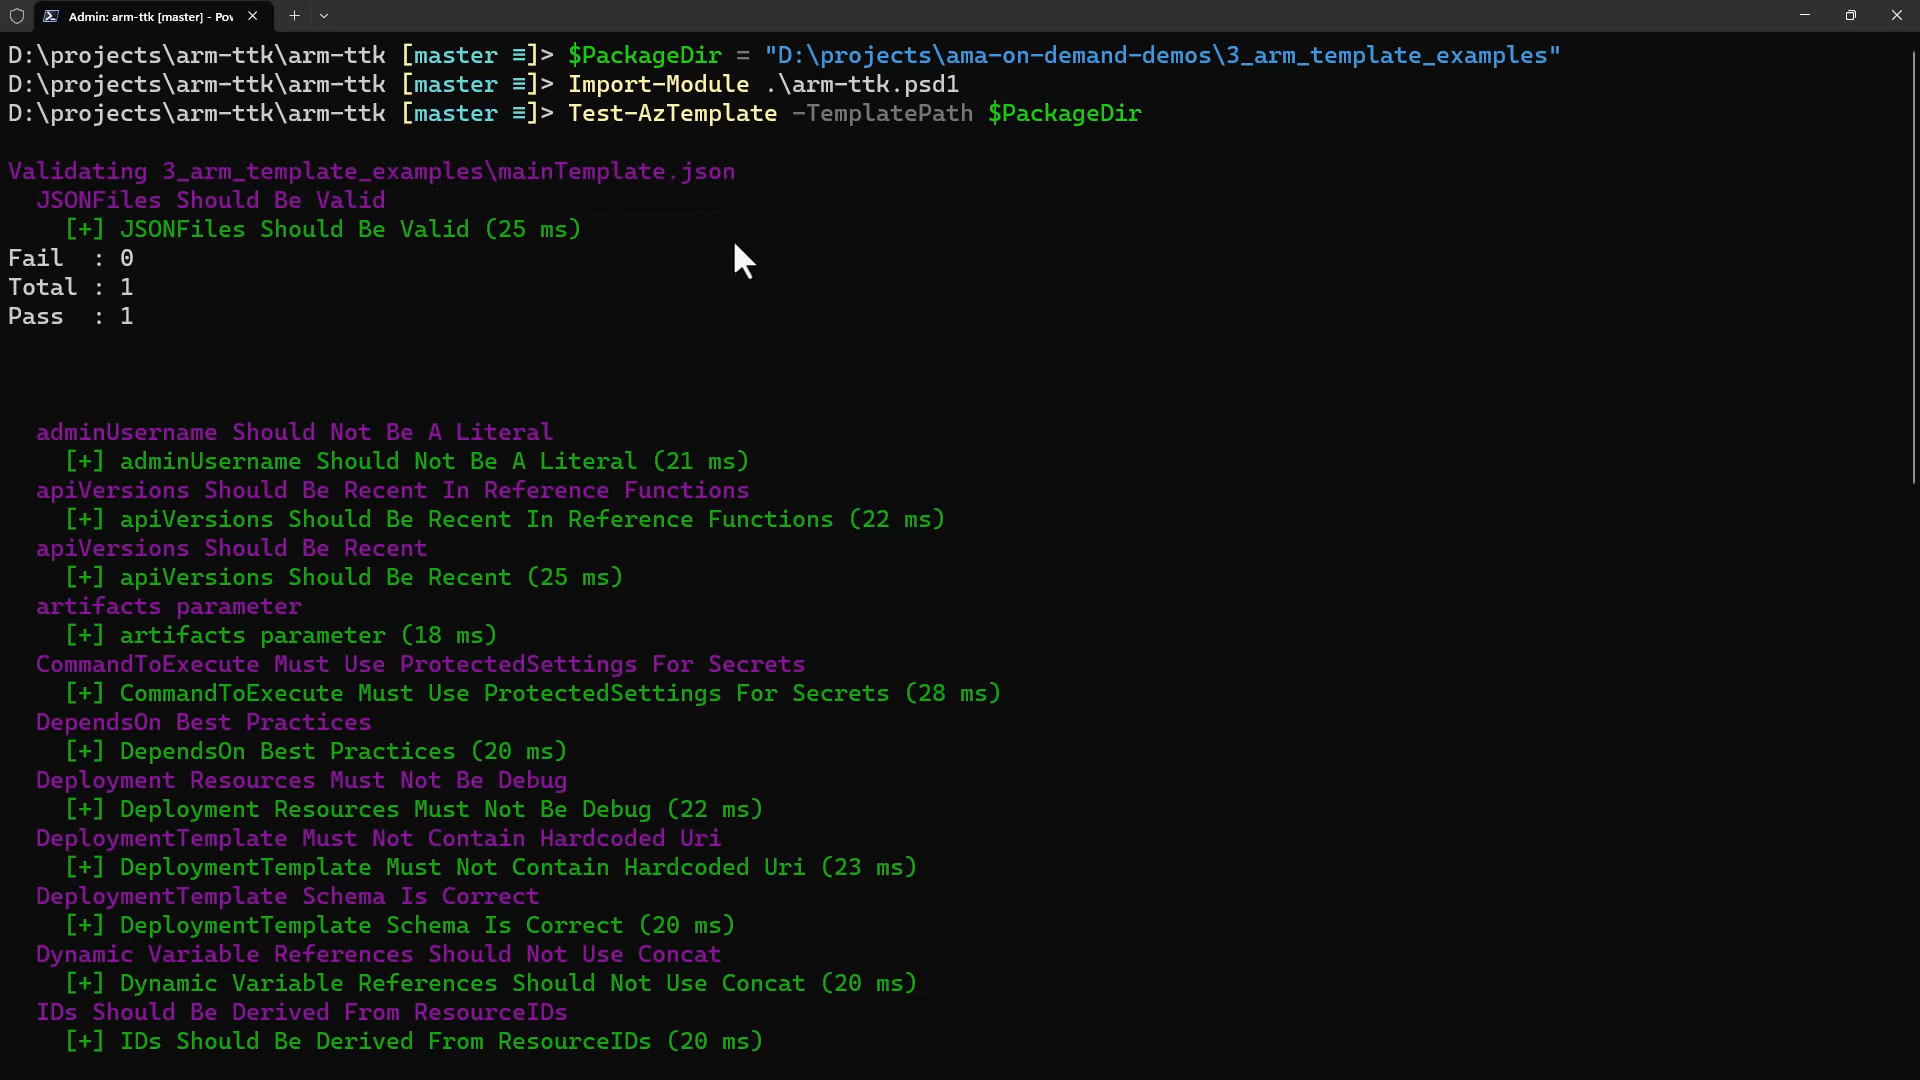 Admin: arm-ttk [master] - Pow
D:\projects\arm-ttk\arm-ttk [master ≡]> $PackageDir = "D:\projects\ama-on-demand-demos\3_arm_template_examples"
D:\projects\arm-ttk\arm-ttk [master ≡]> Import-Module .\arm-ttk.psd1
D:\projects\arm-ttk\arm-ttk [master ≡]> Test-AzTemplate -TemplatePath $PackageDir
Validating 3_arm_template_examples\mainTemplate.json
JSONFiles Should Be Valid
[+] JSONFiles Should Be Valid (25 ms)
Fail : 0
Total : 1
Pass : 1
adminUsername Should Not Be A Literal
[+] adminUsername Should Not Be A Literal (21 ms)
apiVersions Should Be Recent In Reference Functions
[+] apiVersions Should Be Recent In Reference Functions (22 ms)
apiVersions Should Be Recent
[+] apiVersions Should Be Recent (25 ms)
artifacts parameter
[+] artifacts parameter (18 ms)
CommandToExecute Must Use ProtectedSettings For Secrets
[+] CommandToExecute Must Use ProtectedSettings For Secrets (28 ms)
DependsOn Best Practices
[+] DependsOn Best Practices (20 ms)
Deployment Resources Must Not Be Debug
[+] Deployment Resources Must Not Be Debug (22 ms)
DeploymentTemplate Must Not Contain Hardcoded Uri
[+] DeploymentTemplate Must Not Contain Hardcoded Uri (23 ms)
DeploymentTemplate Schema Is Correct
[+] DeploymentTemplate Schema Is Correct (20 ms)
Dynamic Variable References Should Not Use Concat
[+] Dynamic Variable References Should Not Use Concat (20 ms)
IDs Should Be Derived From ResourceIDs
[+] IDs Should Be Derived From ResourceIDs (20 ms)